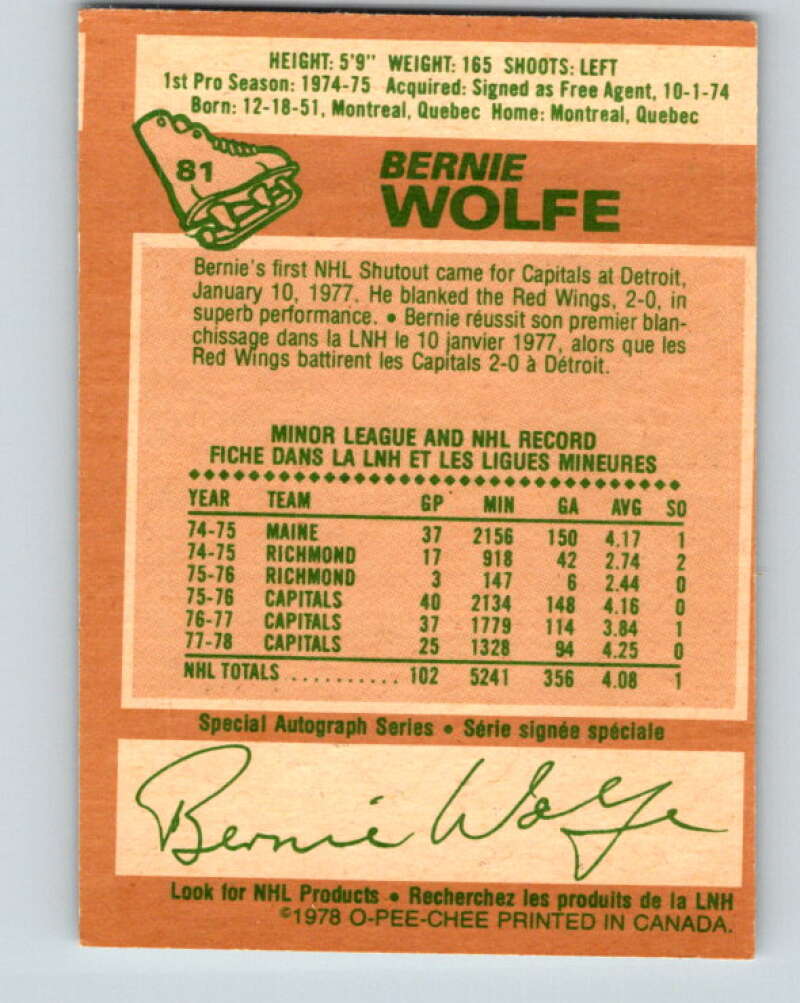 HEIGHT: 5'9" WEIGHT: 165 SHOOTS: LEFT
1st Pro Season: 1974-75 Acquired: Signed as Free Agent, 10-1-74
Born: 12-18-51, Montreal, Quebec Home: Montreal, Quebec
81
BERNIE
WOLFE
Bernie's first NHL Shutout came for Capitals at Detroit,
January 10, 1977. He blanked the Red Wings, 2-0, in
superb performance. • Bernie réussit son premier blan-
chissage dans la LNH le 10 janvier 1977, alors que les
Red Wings battirent les Capitals 2-0 à Détroit.
MINOR LEAGUE AND NHL RECORD
FICHE DANS LA LNH ET LES LIGUES MINEURES
YEAR TEAM GP MIN GA AVG SO
74-75 MAINE 37 2156 150 4.17 1
74-75 RICHMOND 17 918 42 2.74 2
75-76 RICHMOND 3 147 6 2.44 0
75-76 CAPITALS 40 2134 148 4.16 0
76-77 CAPITALS 37 1779 114 3.84 1
77-78 CAPITALS 25 1328 94 4.25 0
NHL TOTALS .......... 102 5241 356 4.08 1
Special Autograph Series • Série signée spéciale
Bernie Wolfe
Look for NHL Products • Recherchez les produits de la LNH
©1978 O-PEE-CHEE PRINTED IN CANADA.